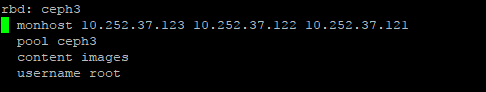 rbd: ceph3
monhost 10.252.37.123 10.252.37.122 10.252.37.121
pool ceph3
content images
username root